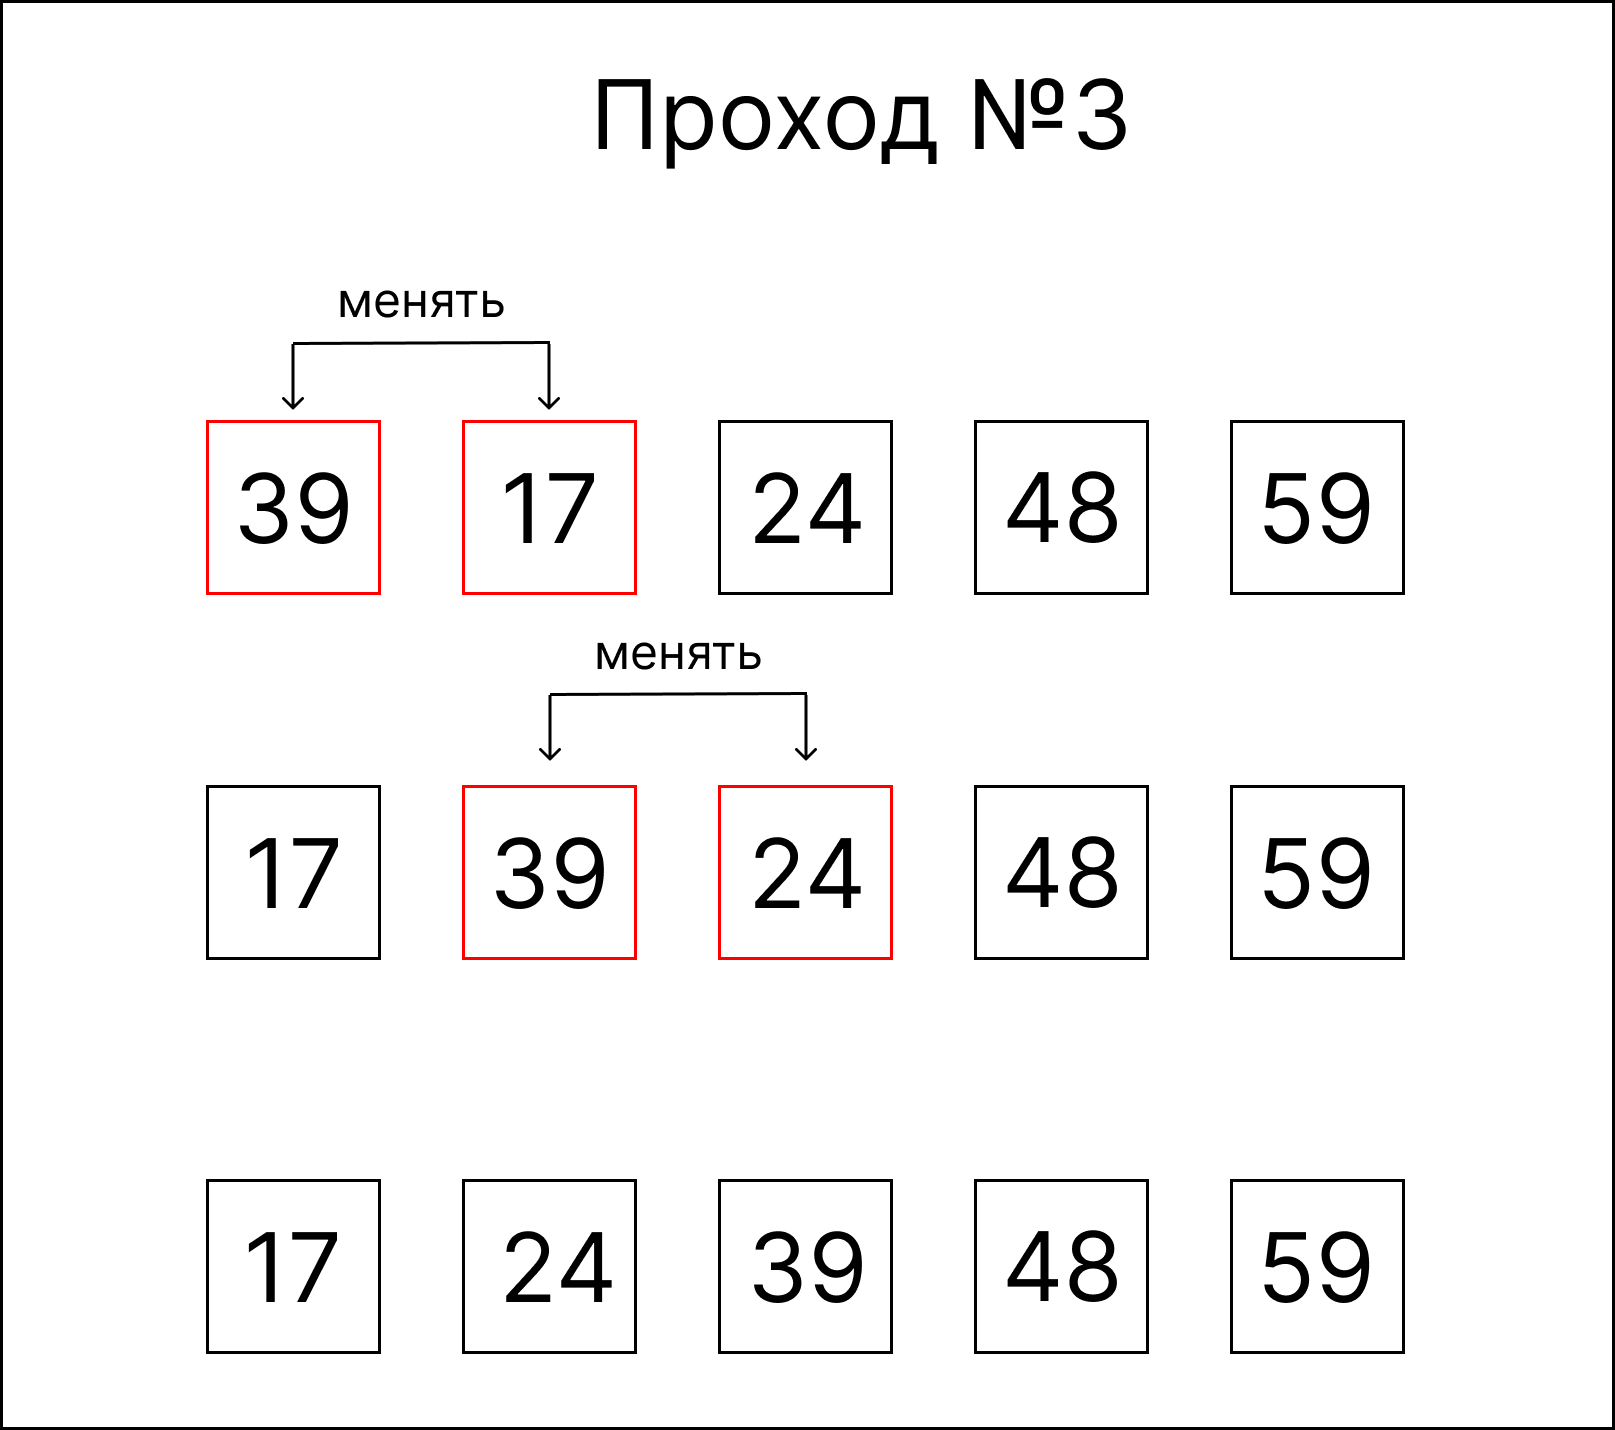 Проход №3
менять
39 17 24 48 59
менять
17 39 24 48 59
17 24 39 48 59